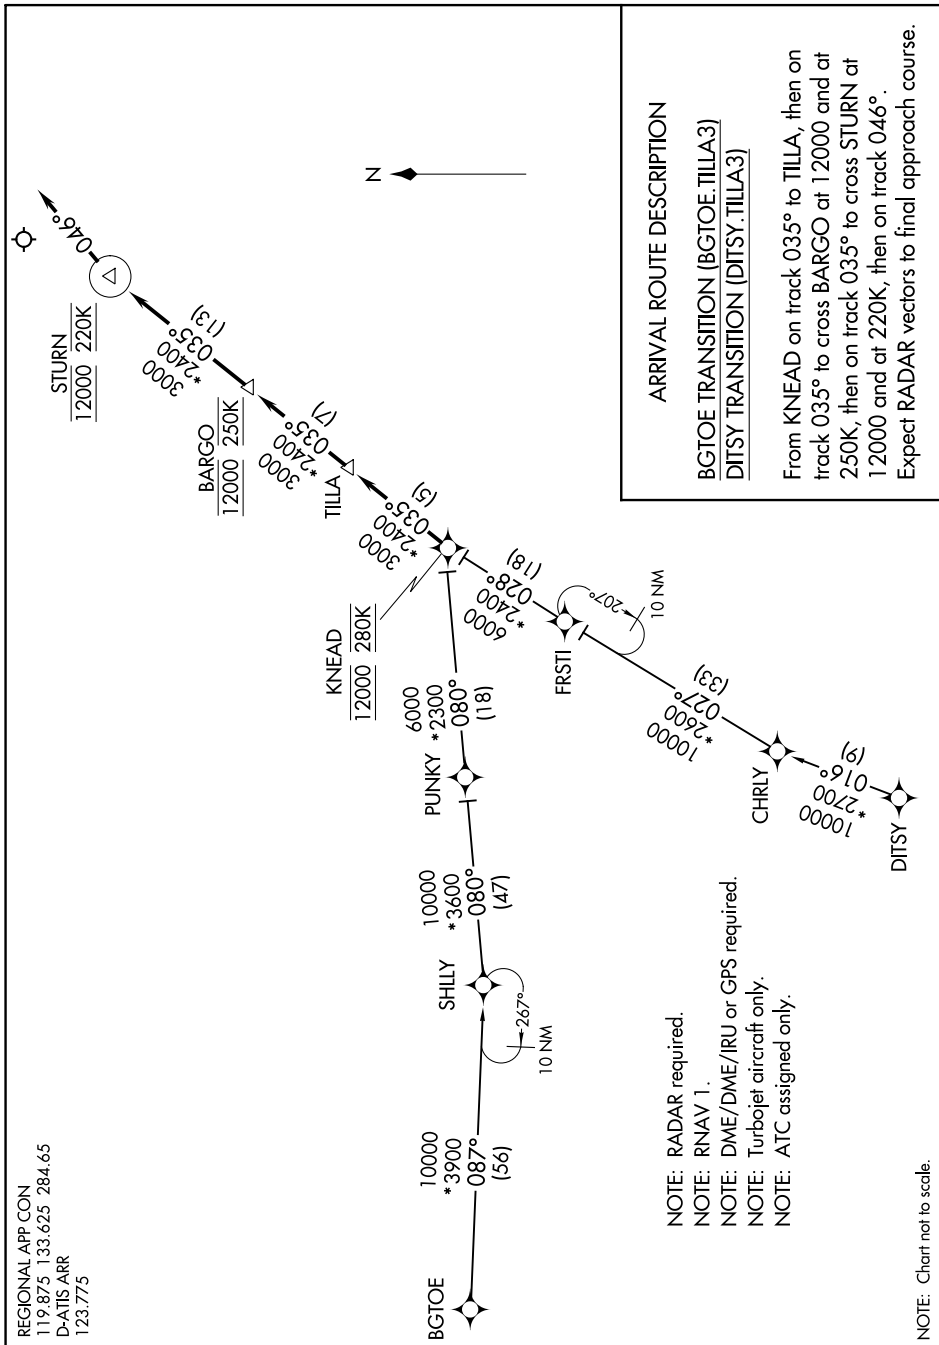 REGIONAL APP CON
119.875 133.625 284.65
D-ATIS ARR
123.775
STURN
12000 220K
046°
N
3000
*2400
035°
(13)
BARGO
12000 250K
3000
*2400
035°
(7)
TILLA
3000
*2400
035°
(5)
KNEAD
12000 280K
6000
*2400
028°
(18)
FRSTI
207°
10 NM
6000
*2300
080°
(18)
PUNKY
10000
*2600
027°
(33)
CHRLY
10000
*2700
016°
(9)
DITSY
10000
*3600
080°
(47)
SHLLY
267°
10 NM
10000
*3900
087°
(56)
BGTOE
NOTE: RADAR required.
NOTE: RNAV 1.
NOTE: DME/DME/IRU or GPS required.
NOTE: Turbojet aircraft only.
NOTE: ATC assigned only.
ARRIVAL ROUTE DESCRIPTION
BGTOE TRANSITION (BGTOE.TILLA3)
DITSY TRANSITION (DITSY.TILLA3)
From KNEAD on track 035° to TILLA, then on
track 035° to cross BARGO at 12000 and at
250K, then on track 035° to cross STURN at
12000 and at 220K, then on track 046°.
Expect RADAR vectors to final approach course.
NOTE: Chart not to scale.